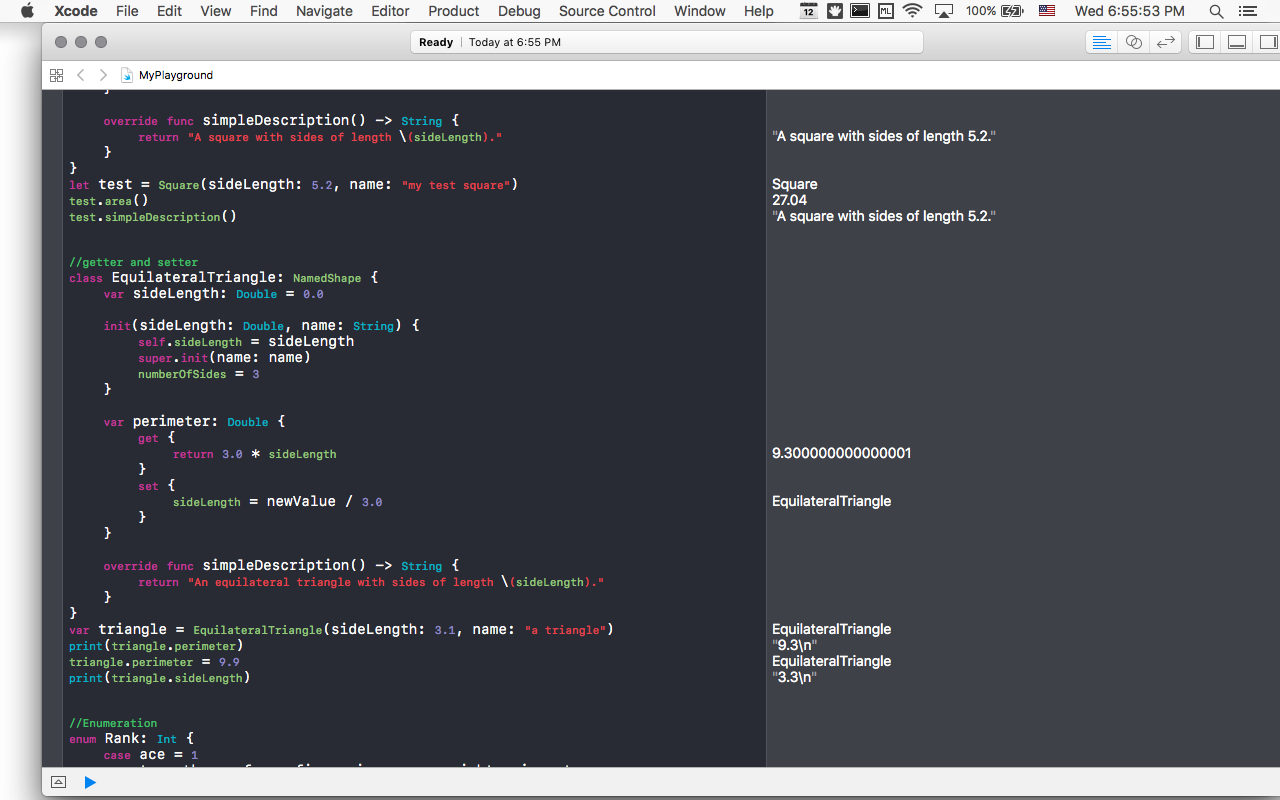 Xcode File Edit View Find Navigate Editor Product Debug Source Control Window Help 12 ML 100% Wed 6:55:53 PM
Ready | Today at 6:55 PM
MyPlayground
}
override func simpleDescription() -> String {
return "A square with sides of length \(sideLength)." "A square with sides of length 5.2."
}
}
let test = Square(sideLength: 5.2, name: "my test square") Square
test.area() 27.04
test.simpleDescription() "A square with sides of length 5.2."
//getter and setter
class EquilateralTriangle: NamedShape {
var sideLength: Double = 0.0
init(sideLength: Double, name: String) {
self.sideLength = sideLength
super.init(name: name)
numberOfSides = 3
}
var perimeter: Double {
get {
return 3.0 * sideLength 9.300000000000001
}
set {
sideLength = newValue / 3.0 EquilateralTriangle
}
}
override func simpleDescription() -> String {
return "An equilateral triangle with sides of length \(sideLength)."
}
}
var triangle = EquilateralTriangle(sideLength: 3.1, name: "a triangle") EquilateralTriangle
print(triangle.perimeter) "9.3\n"
triangle.perimeter = 9.9 EquilateralTriangle
print(triangle.sideLength) "3.3\n"
//Enumeration
enum Rank: Int {
case ace = 1